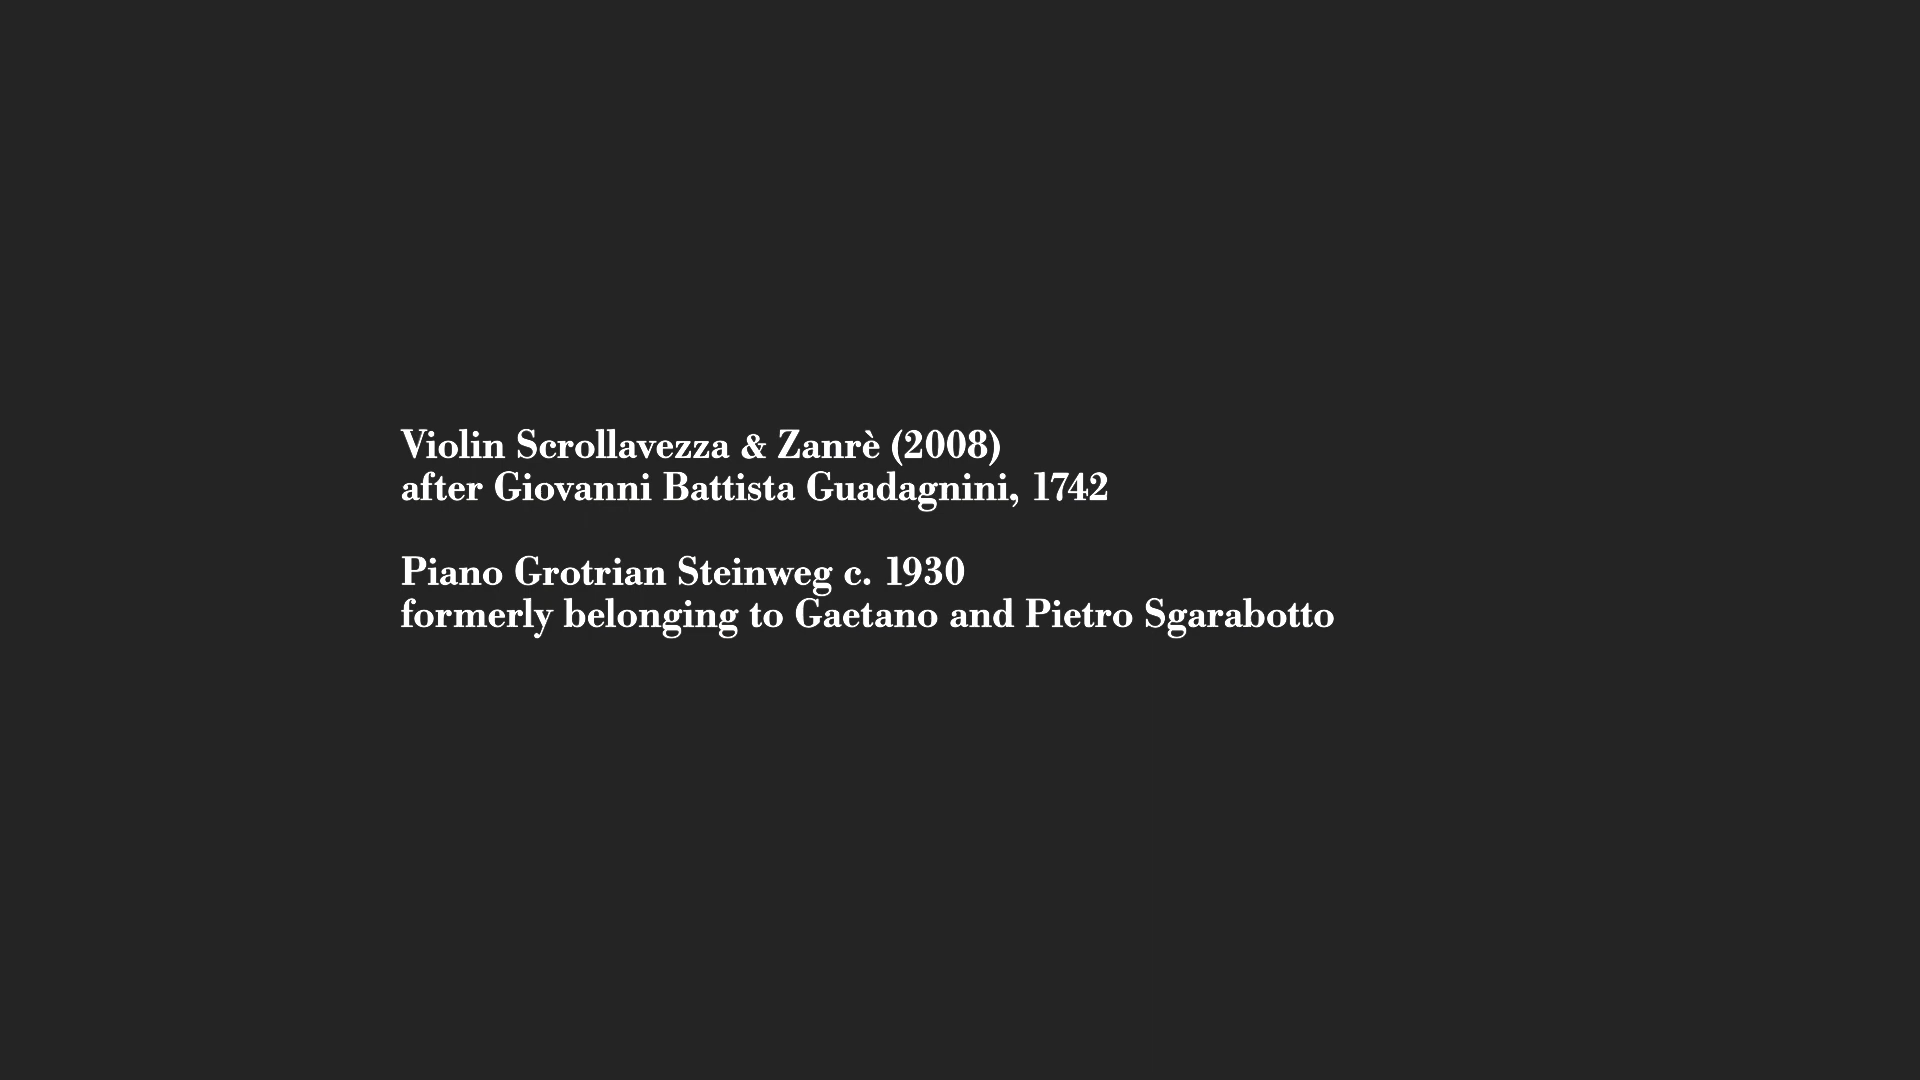 Violin Scrollavezza & Zanrè (2008)
after Giovanni Battista Guadagnini, 1742
Piano Grotrian Steinweg c. 1930
formerly belonging to Gaetano and Pietro Sgarabotto